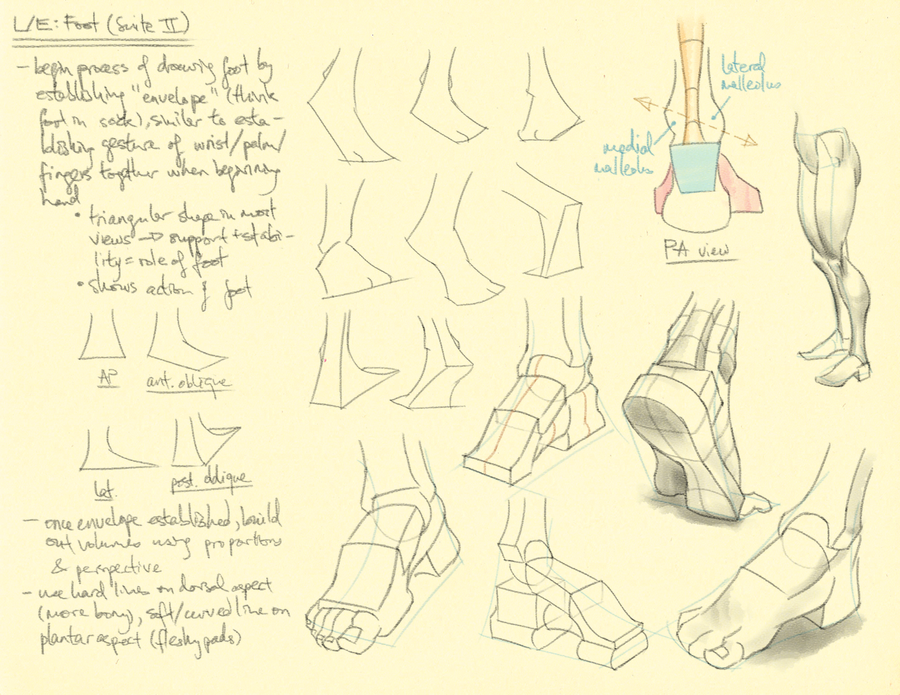 L/E: Foot (Suite II)
- begin process of drawing foot by
establishing "envelope" (think
foot in sock), similar to esta-
blishing gesture of wrist/palm/
fingers together when beginning
hand
• triangular shape in most
views → support + stabi-
lity = role of foot
• shows action of foot
AP
ant. oblique
lat.
post. oblique
- once envelope established, build
out volumes using proportions
& perspective
- use hard lines on dorsal aspect
(more bony), soft/curved line on
plantar aspect (fleshy pads)
lateral
malleolus
medial
malleolus
PA view